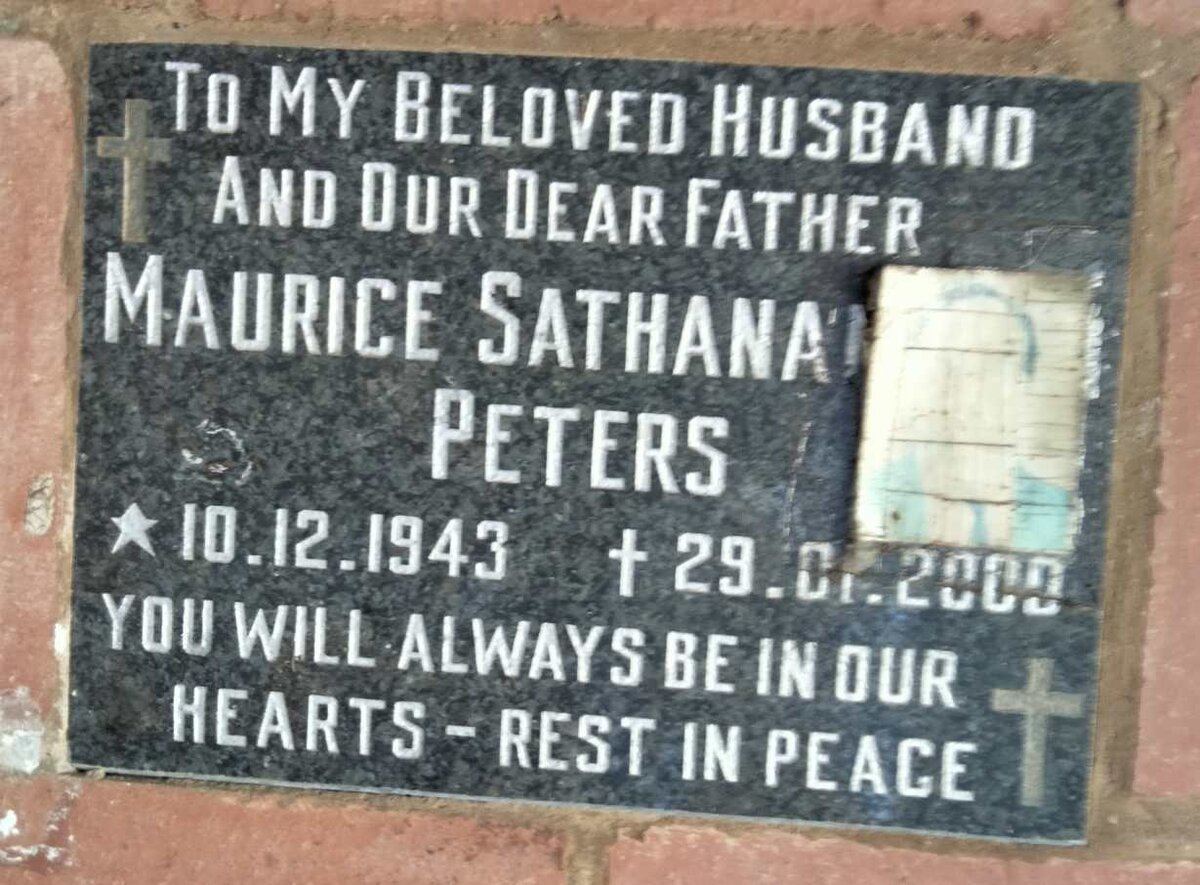 To My Beloved Husband
And Our Dear Father
Maurice
Peters
10.12.1943 29.01.2000
YOU WILL ALWAYS BE IN OUR
HEARTS - REST IN PEACE